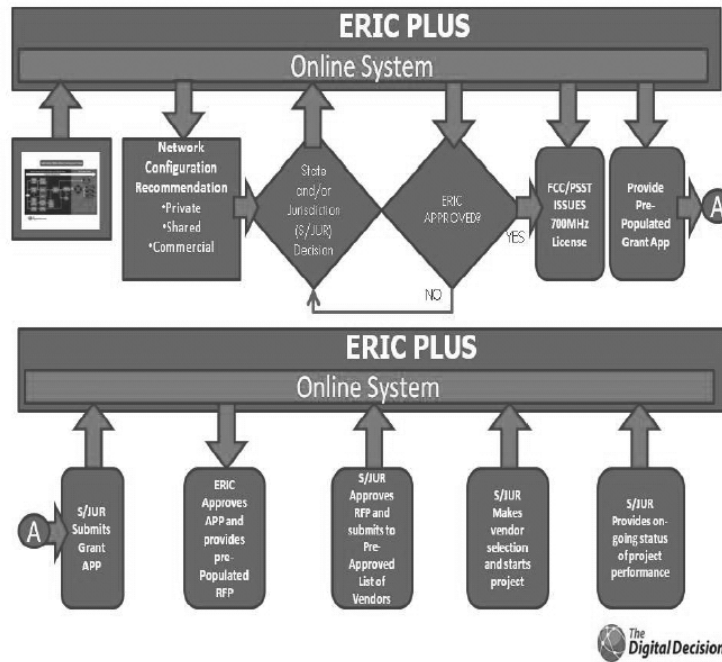 ERIC PLUS
Online System
Network
Configuration
Recommendation
•Private
•Shared
•Commercial
State
and/or
Jurisdiction
(S/JUR)
Decision
ERIC
APPROVED?
YES
NO
FCC/PSST
ISSUES
700MHz
License
Provide
Pre-
Populated
Grant App
A
ERIC PLUS
Online System
A
S/JUR
Submits
Grant
APP
ERIC
Approves
APP and
provides
pre-
Populated
RFP
S/JUR
Approves
RFP and
submits to
Pre-
Approved
List of
Vendors
S/JUR
Makes
vendor
selection
and starts
project
S/JUR
Provides on-
going status
of project
performance
The
Digital Decision